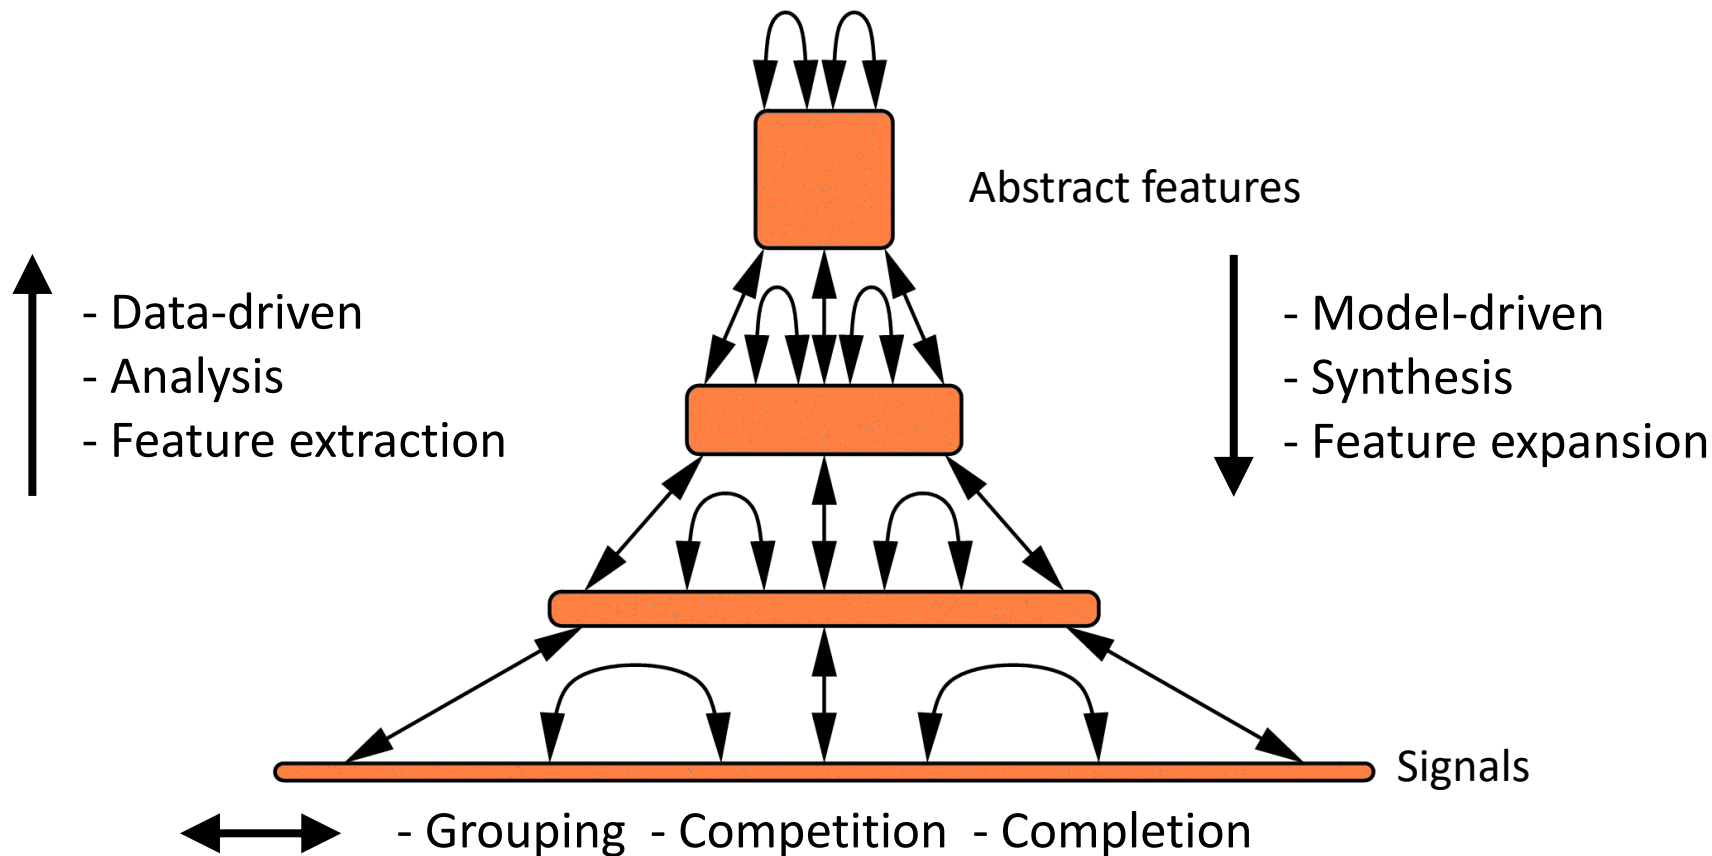 Abstract features
- Data-driven
- Analysis
- Feature extraction
- Model-driven
- Synthesis
- Feature expansion
Signals
- Grouping - Competition - Completion